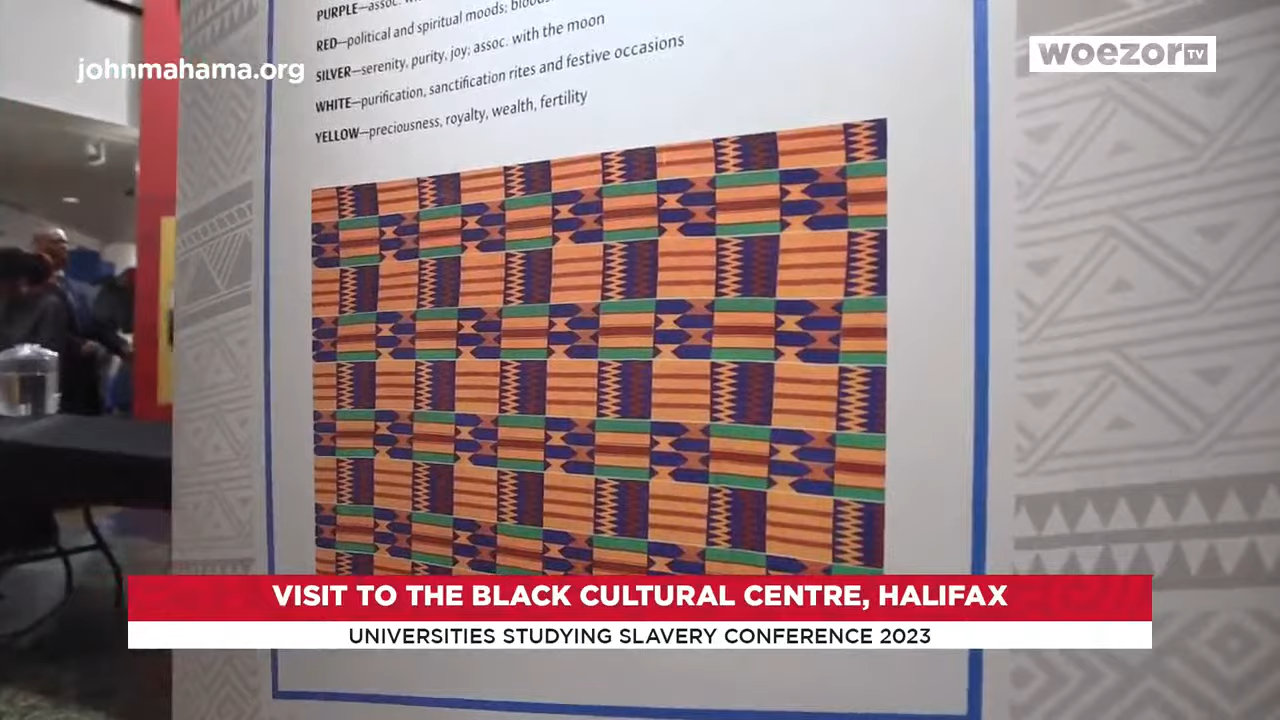 PURPLE—assoc.
RED—political and spiritual moods;
SILVER—serenity, purity, joy; assoc. with the moon
WHITE—purification, sanctification rites and festive occasions
YELLOW—preciousness, royalty, wealth, fertility
johnmahama.org
woezorTV
VISIT TO THE BLACK CULTURAL CENTRE, HALIFAX
UNIVERSITIES STUDYING SLAVERY CONFERENCE 2023